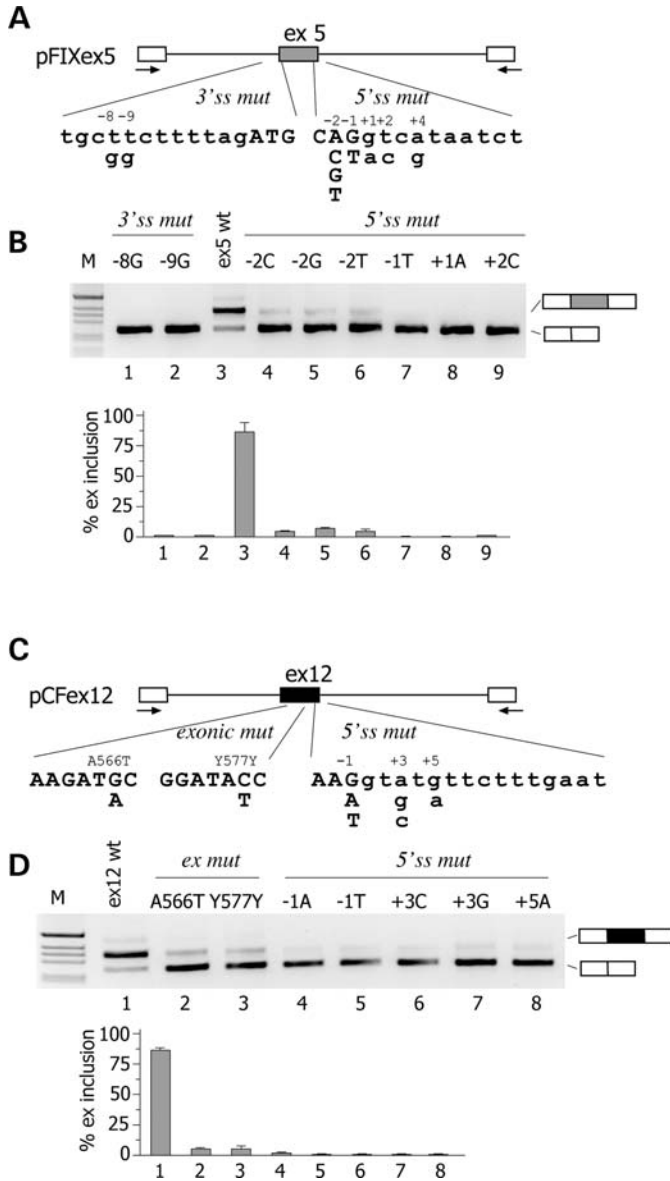 A
ex 5
pFIXex5
3'ss mut 5'ss mut
-8 -9 -2 -1 +1+2 +4
tgcttcttttagATG CAGgtcataatct
gg CTac g
G
T
B
3'ss mut ex5 wt 5'ss mut
M -8G -9G -2C -2G -2T -1T +1A +2C
1 2 3 4 5 6 7 8 9
% ex inclusion
100
75
50
25
0
1 2 3 4 5 6 7 8 9
C
ex12
pCFex12
exonic mut 5'ss mut
A566T Y577Y -1 +3 +5
AAGATGC GGATACC AAGgtatgttctttgaat
A T A g a
T c
D
ex12 wt ex mut 5'ss mut
M A566T Y577Y -1A -1T +3C +3G +5A
1 2 3 4 5 6 7 8
% ex inclusion
100
75
50
25
0
1 2 3 4 5 6 7 8